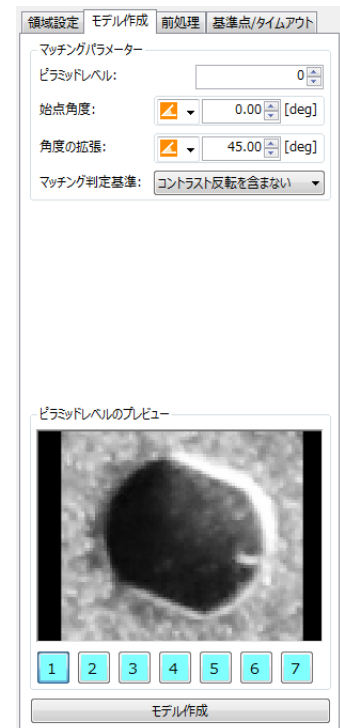 領域設定 モデル作成 前処理 基準点/タイムアウト
マッチングパラメーター
ピラミッドレベル: 0
始点角度: 0.00 [deg]
角度の拡張: 45.00 [deg]
マッチング判定基準: コントラスト反転を含まない
ピラミッドレベルのプレビュー
1 2 3 4 5 6 7
モデル作成